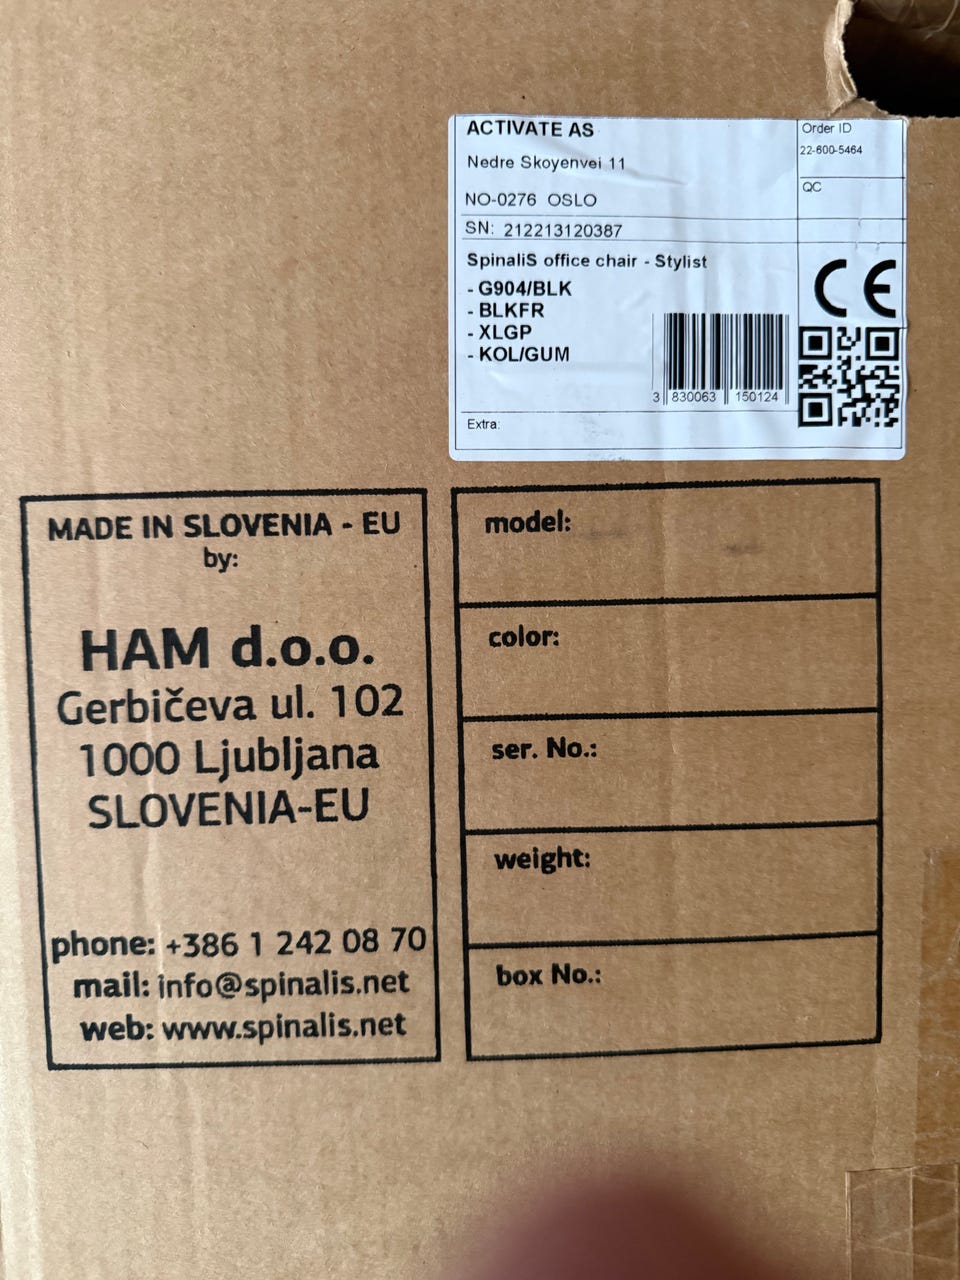 ACTIVATE AS
Nedre Skoyenvei 11
NO-0276 OSLO
SN: 212213120387
SpinaliS office chair - Stylist
- G904/BLK
- BLKFR
- XLGP
- KOL/GUM
3 830063 150124
Extra:
Order ID
22-600-5464
QC
CE
MADE IN SLOVENIA - EU
by:
HAM d.o.o.
Gerbičeva ul. 102
1000 Ljubljana
SLOVENIA-EU
phone: +386 1 242 08 70
mail: info@spinalis.net
web: www.spinalis.net
model:
color:
ser. No.:
weight:
box No.: